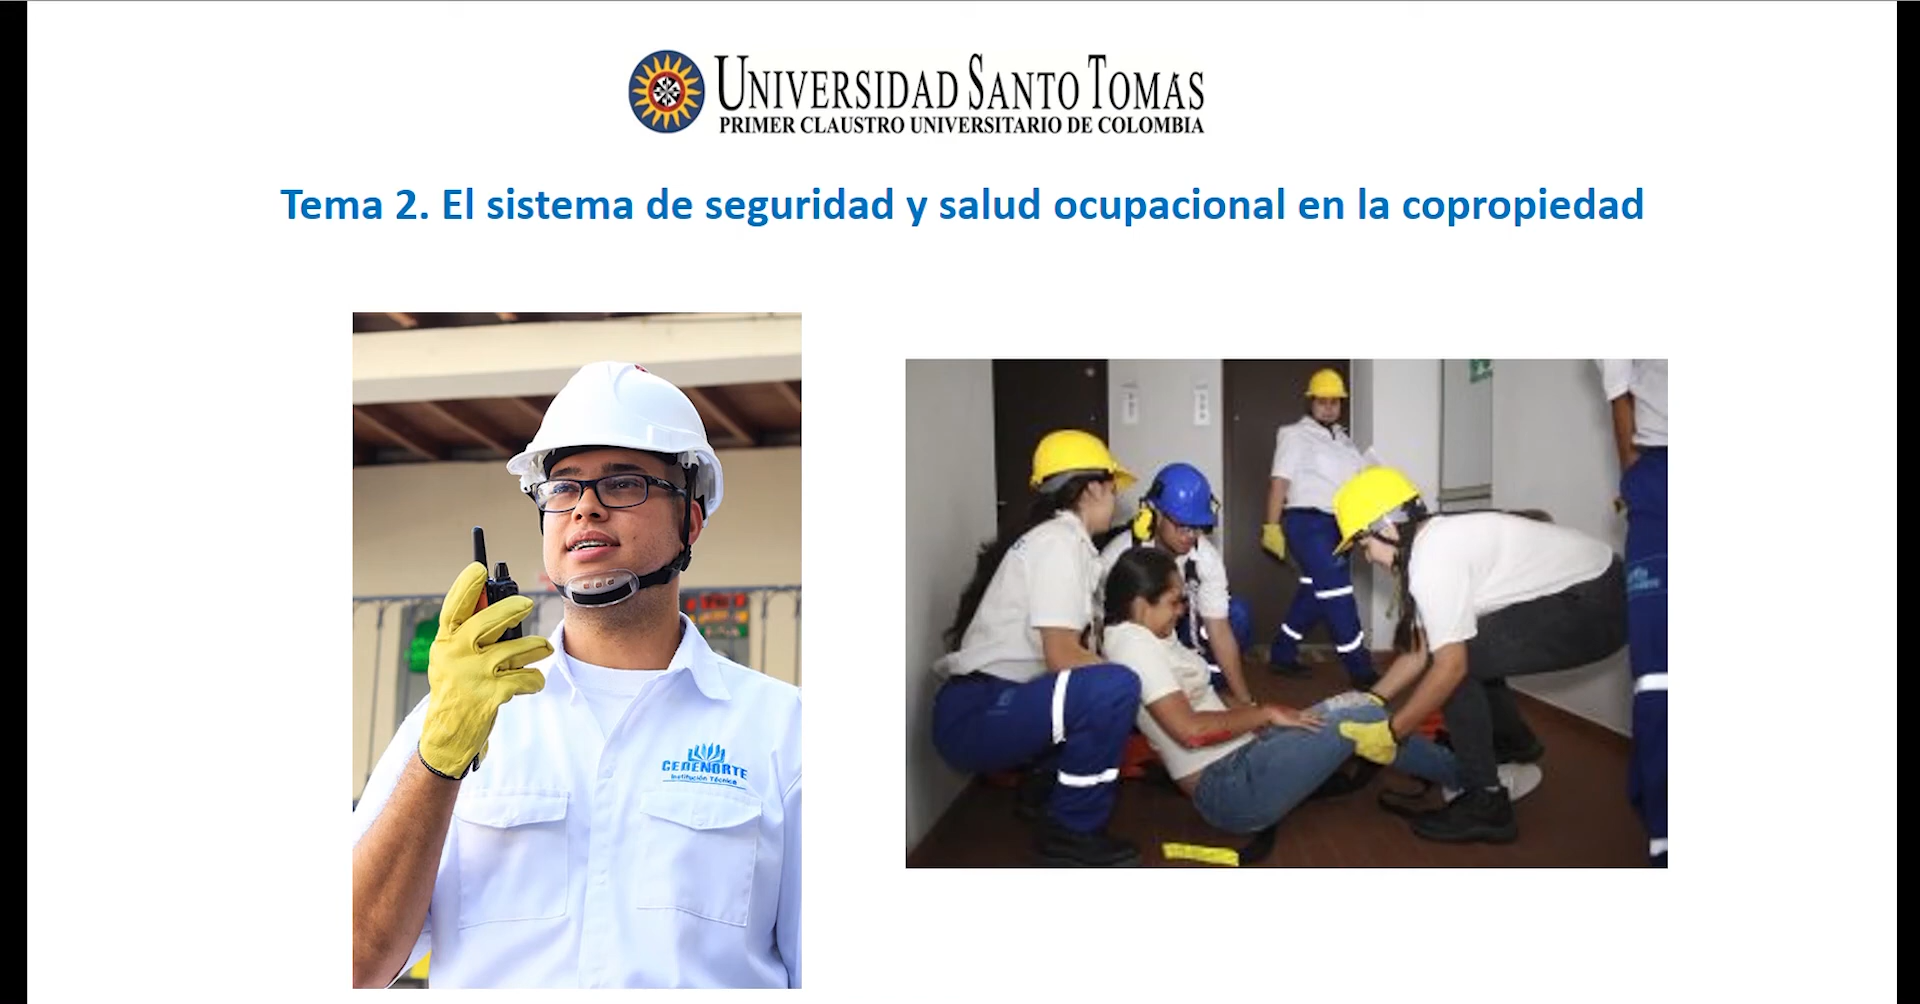 UNIVERSIDAD SANTO TOMÁS
PRIMER CLAUSTRO UNIVERSITARIO DE COLOMBIA
Tema 2. El sistema de seguridad y salud ocupacional en la copropiedad
CEDENORTE
Institución Técnica